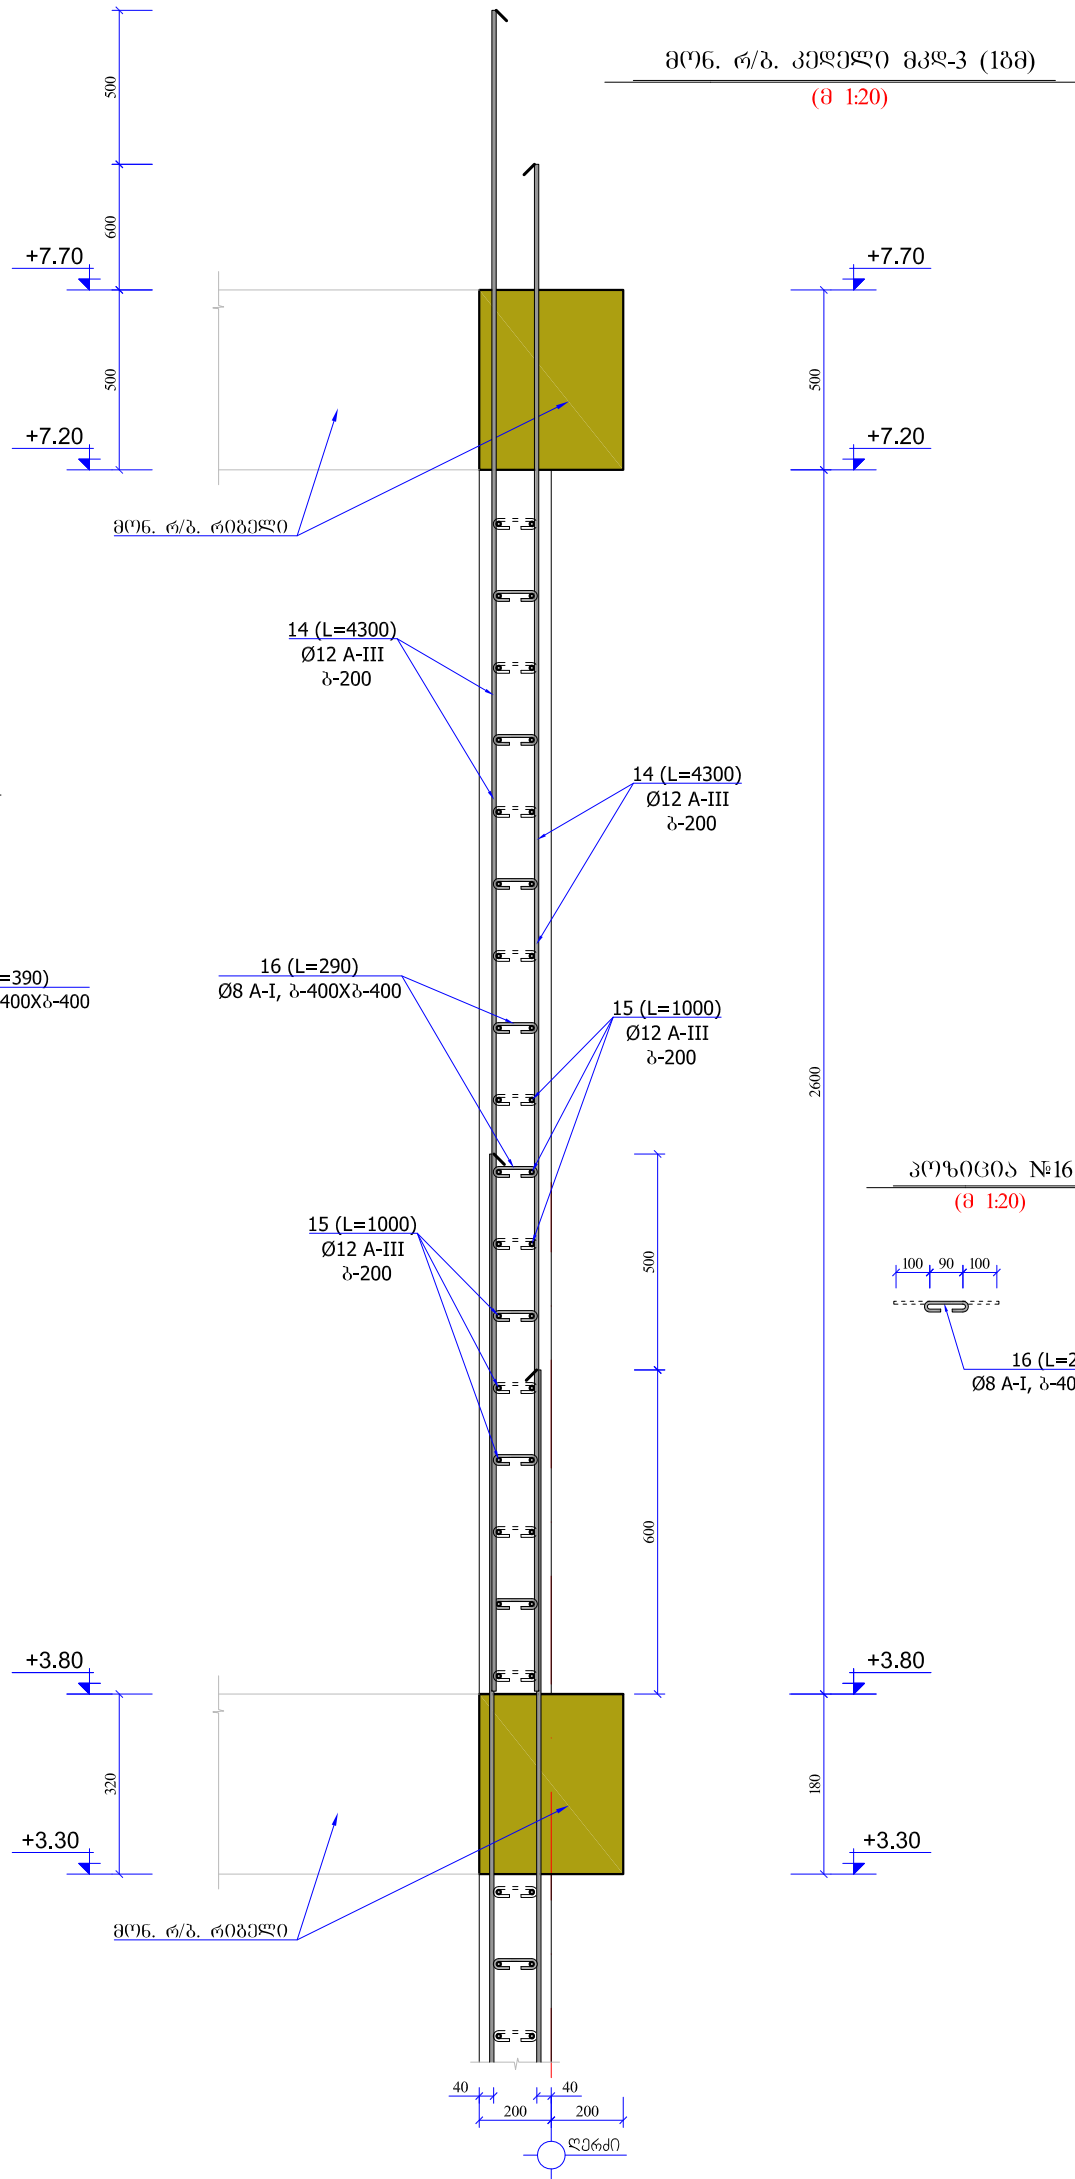 მონ. რ/ბ. კედელი მკდ-3 (1გმ)
(მ 1:20)
500
600
+7.70
+7.70
500
500
+7.20
+7.20
მონ. რ/ბ. რიგელი
14 (L=4300)
Ø12 A-III
ბ-200
14 (L=4300)
Ø12 A-III
ბ-200
=390)
400Xბ-400
16 (L=290)
Ø8 A-I, ბ-400Xბ-400
15 (L=1000)
Ø12 A-III
ბ-200
2600
პოზიცია №16
(მ 1:20)
15 (L=1000)
Ø12 A-III
ბ-200
500
100 90 100
16 (L=2
Ø8 A-I, ბ-40
600
+3.80
+3.80
320
180
+3.30
+3.30
მონ. რ/ბ. რიგელი
40 40
200 200
ღერძი